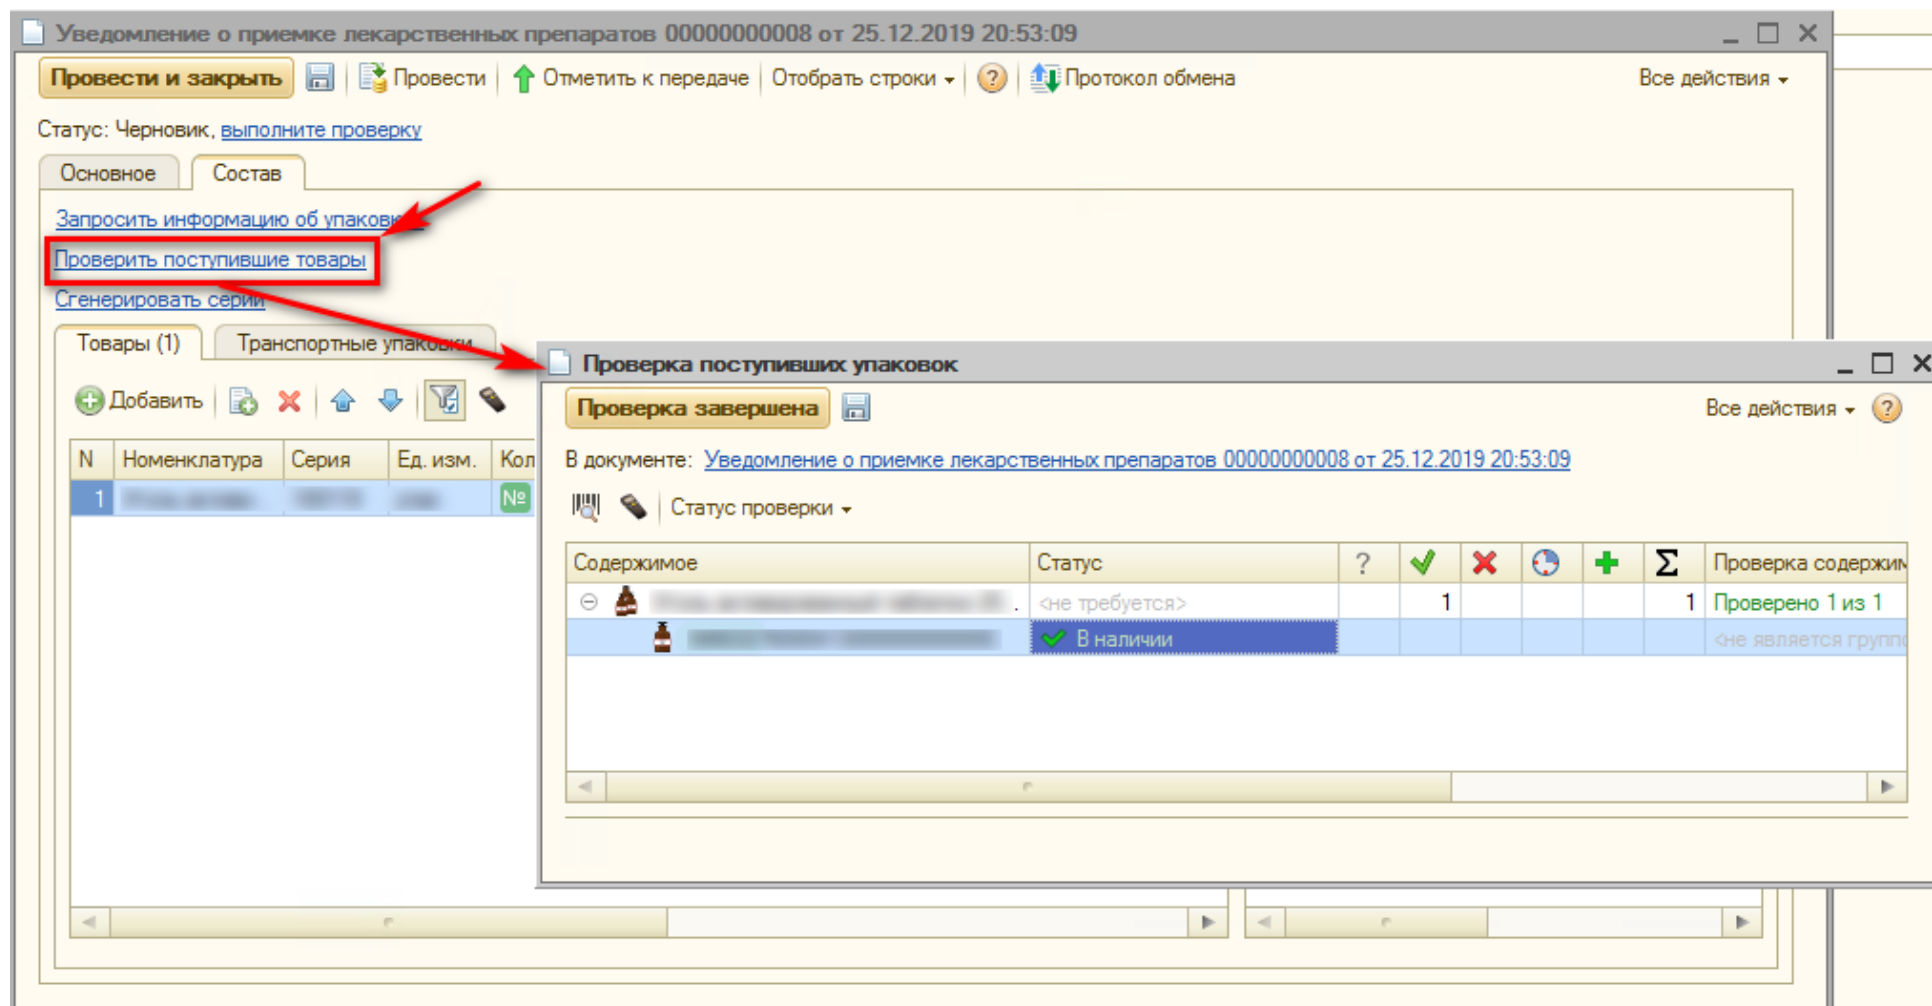 Уведомление о приемке лекарственных препаратов 00000000008 от 25.12.2019 20:53:09
Провести и закрыть Провести Отметить к передаче Отобрать строки ? Протокол обмена Все действия
Статус: Черновик, выполните проверку
Основное Состав
Запросить информацию об
Проверить поступившие товары
Сгенерировать серии
Товары (1) Транспортные упаковки
Добавить
N Номенклатура Серия Ед. изм. Кол
1 №
Проверка поступивших упаковок
Проверка завершена Все действия ?
В документе: Уведомление о приемке лекарственных препаратов 00000000008 от 25.12.2019 20:53:09
Статус проверки
Содержимое Статус ? Σ Проверка содержим
. <не требуется> 1 1 Проверено 1 из 1
В наличии <не является группо